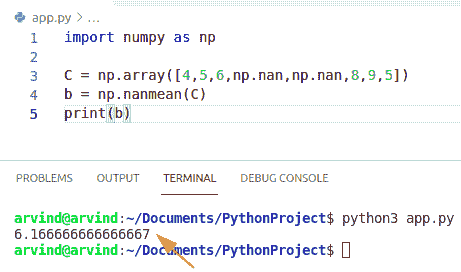 app.py > ...
1 import numpy as np
2
3 C = np.array([4,5,6,np.nan,np.nan,8,9,5])
4 b = np.nanmean(C)
5 print(b)
PROBLEMS OUTPUT TERMINAL DEBUG CONSOLE
arvind@arvind:~/Documents/PythonProject$ python3 app.py
6.166666666666667
arvind@arvind:~/Documents/PythonProject$